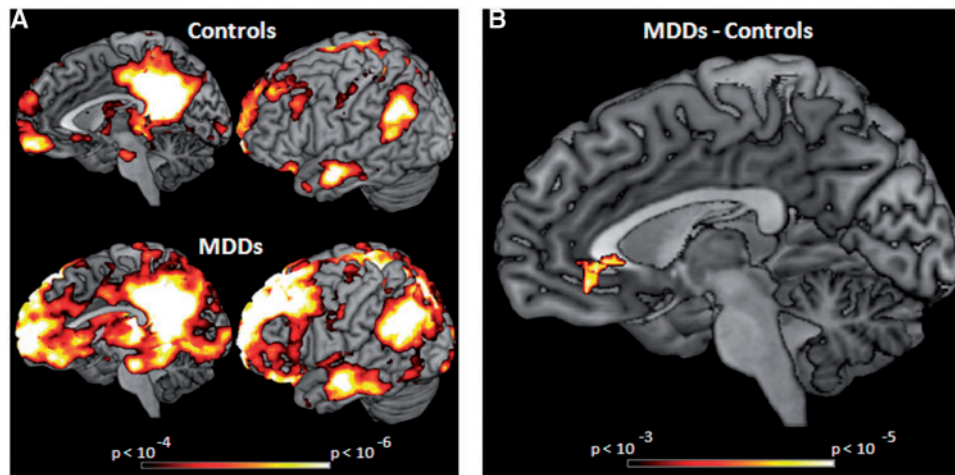 A
Controls
MDDs
p < 10⁻⁴ p < 10⁻⁶
B
MDDs - Controls
p < 10⁻³ p < 10⁻⁵